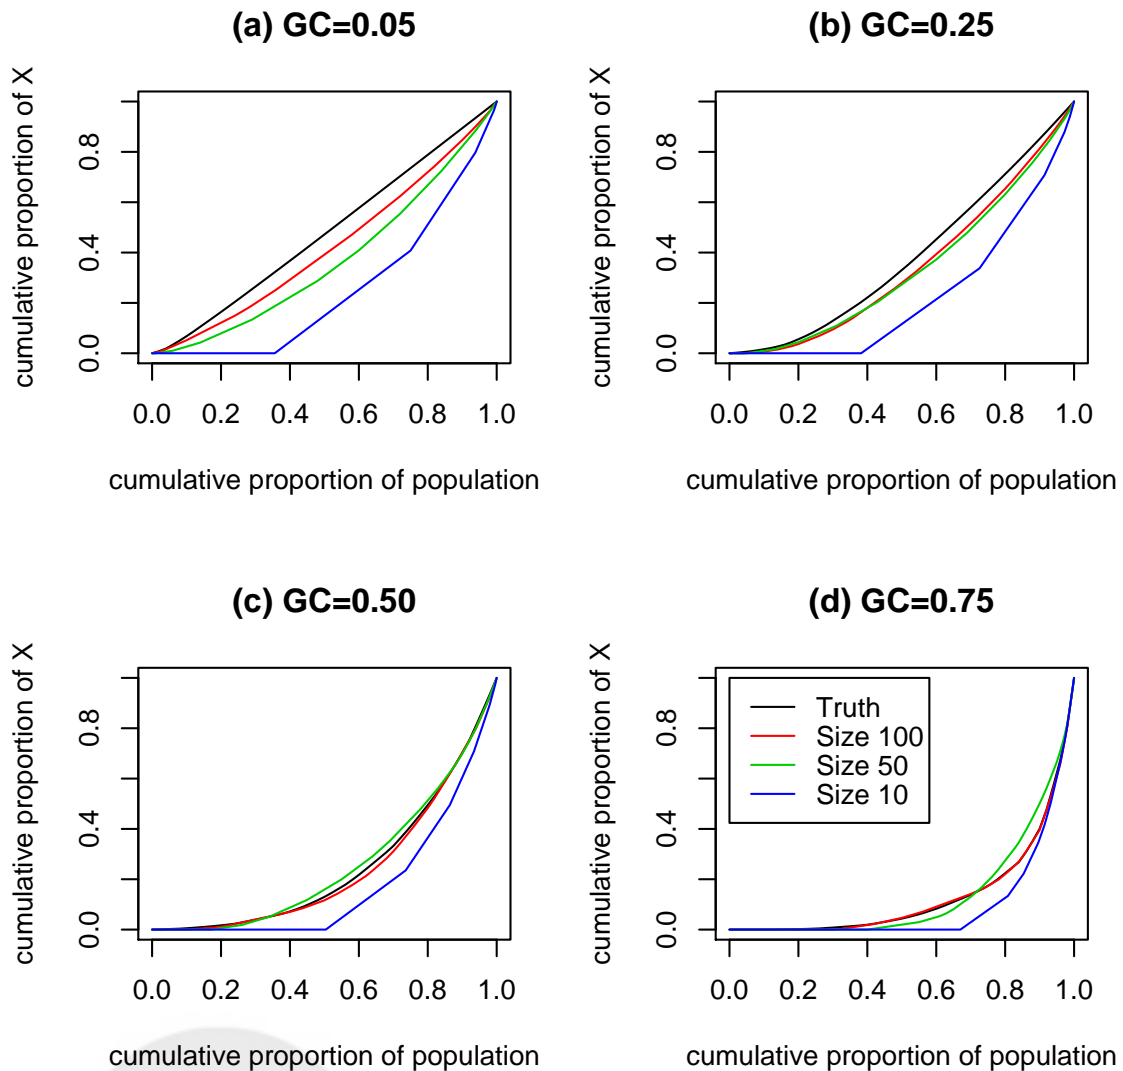 (a) GC=0.05
cumulative proportion of X
0.0 0.4 0.8
0.0 0.2 0.4 0.6 0.8 1.0
cumulative proportion of population
(b) GC=0.25
cumulative proportion of X
0.0 0.4 0.8
0.0 0.2 0.4 0.6 0.8 1.0
cumulative proportion of population
(c) GC=0.50
cumulative proportion of X
0.0 0.4 0.8
0.0 0.2 0.4 0.6 0.8 1.0
cumulative proportion of population
(d) GC=0.75
cumulative proportion of X
0.0 0.4 0.8
Truth
Size 100
Size 50
Size 10
0.0 0.2 0.4 0.6 0.8 1.0
cumulative proportion of population